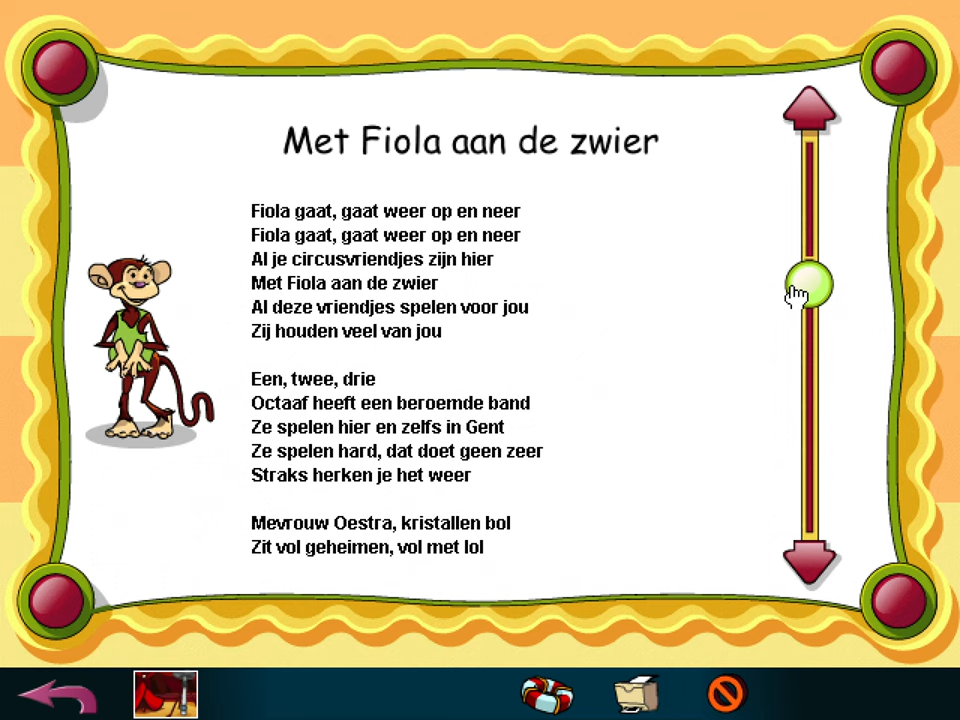 Met Fiola aan de zwier
Fiola gaat, gaat weer op en neer
Fiola gaat, gaat weer op en neer
Al je circusvriendjes zijn hier
Met Fiola aan de zwier
Al deze vriendjes spelen voor jou
Zij houden veel van jou
Een, twee, drie
Octaaf heeft een beroemde band
Ze spelen hier en zelfs in Gent
Ze spelen hard, dat doet geen zeer
Straks herken je het weer
Mevrouw Oestra, kristallen bol
Zit vol geheimen, vol met lol